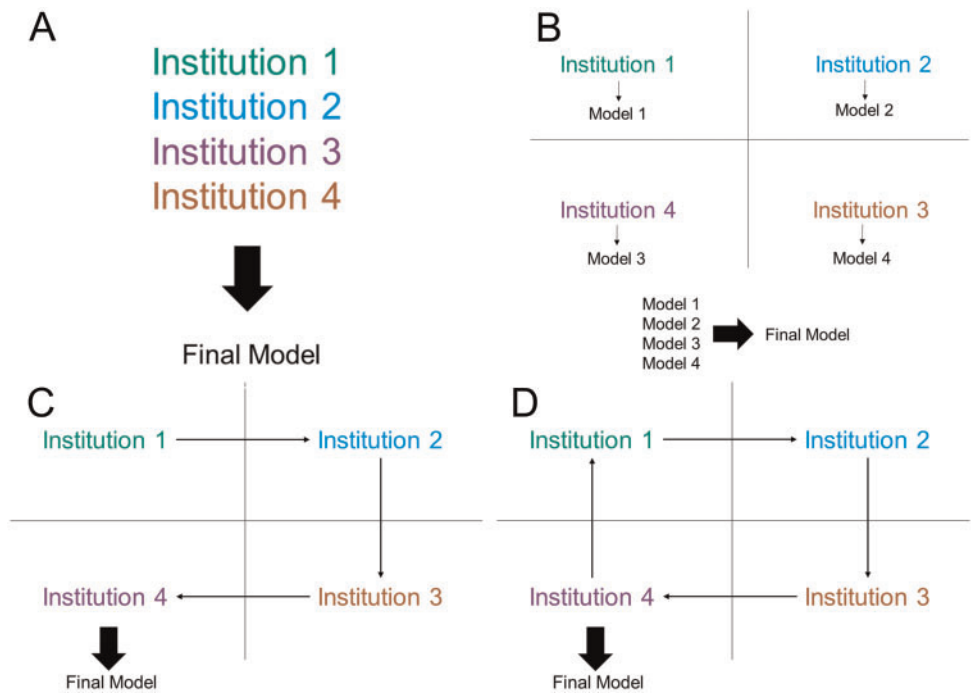 A
Institution 1
Institution 2
Institution 3
Institution 4
Final Model
B
Institution 1
Institution 2
Model 1
Model 2
Institution 4
Institution 3
Model 3
Model 4
Model 1
Model 2
Model 3
Model 4
Final Model
C
Institution 1
Institution 2
Institution 4
Institution 3
Final Model
D
Institution 1
Institution 2
Institution 4
Institution 3
Final Model